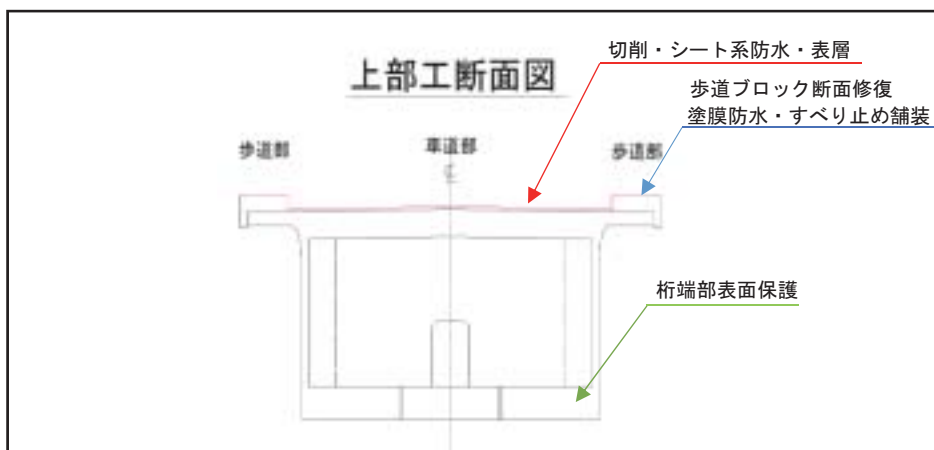 切削・シート系防水・表層
上部工断面図
歩道ブロック断面修復
塗膜防水・すべり止め舗装
歩道部
車道部
歩道部
℄
桁端部表面保護